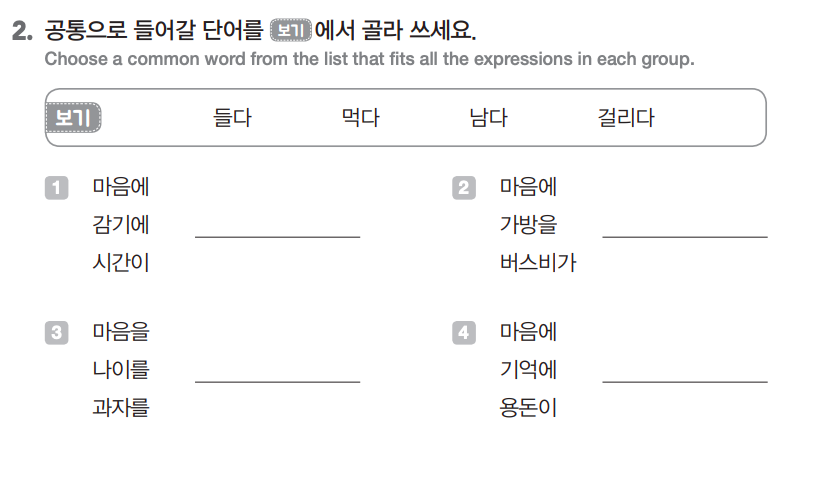 2. 공통으로 들어갈 단어를 보기에서 골라 쓰세요.
Choose a common word from the list that fits all the expressions in each group.
보기 들다 먹다 남다 걸리다
1 마음에
감기에
시간이
2 마음에
가방을
버스비가
3 마음을
나이를
과자를
4 마음에
기억에
용돈이